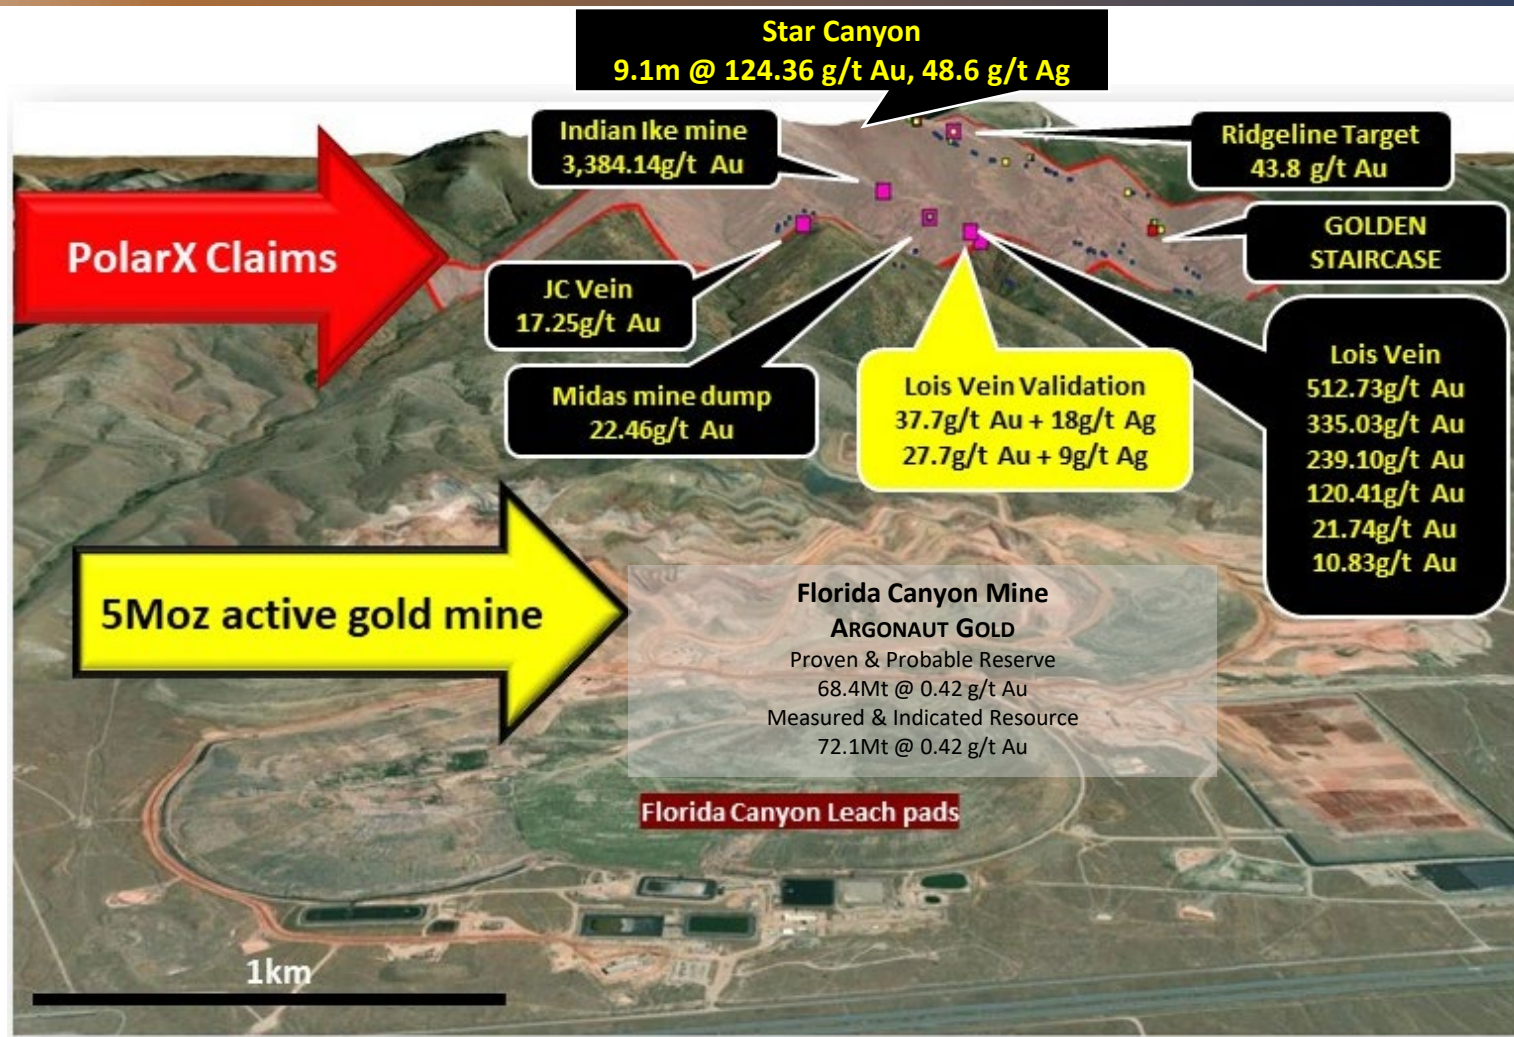 Star Canyon
9.1m @ 124.36 g/t Au, 48.6 g/t Ag
Indian Ike mine
3,384.14g/t Au
Ridgeline Target
43.8 g/t Au
PolarX Claims
GOLDEN
STAIRCASE
JC Vein
17.25g/t Au
Midas mine dump
22.46g/t Au
Lois Vein Validation
37.7g/t Au + 18g/t Ag
27.7g/t Au + 9g/t Ag
Lois Vein
512.73g/t Au
335.03g/t Au
239.10g/t Au
120.41g/t Au
21.74g/t Au
10.83g/t Au
5Moz active gold mine
Florida Canyon Mine
ARGONAUT GOLD
Proven & Probable Reserve
68.4Mt @ 0.42 g/t Au
Measured & Indicated Resource
72.1Mt @ 0.42 g/t Au
Florida Canyon Leach pads
1km